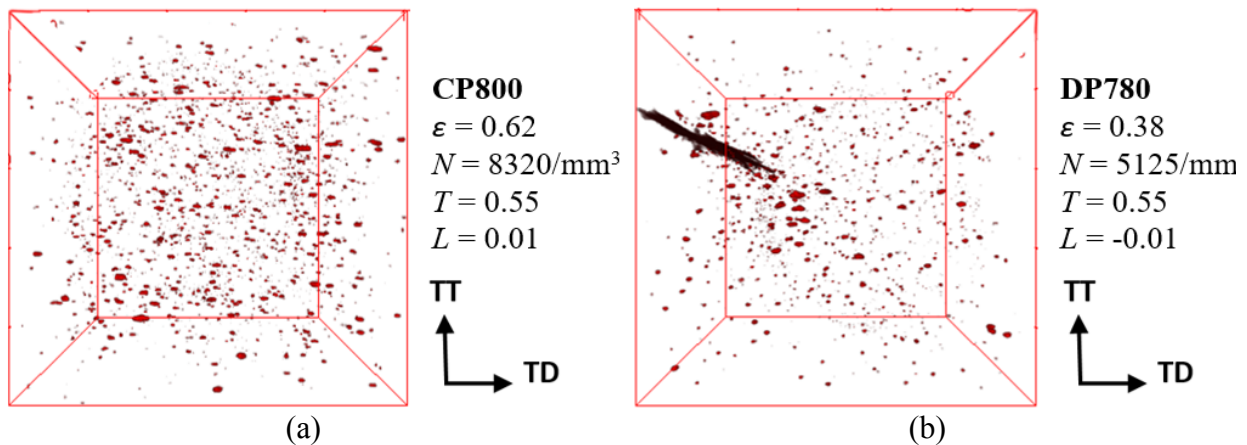 CP800
ε = 0.62
N = 8320/mm³
T = 0.55
L = 0.01
TT
TD
(a)
DP780
ε = 0.38
N = 5125/mm
T = 0.55
L = -0.01
TT
TD
(b)